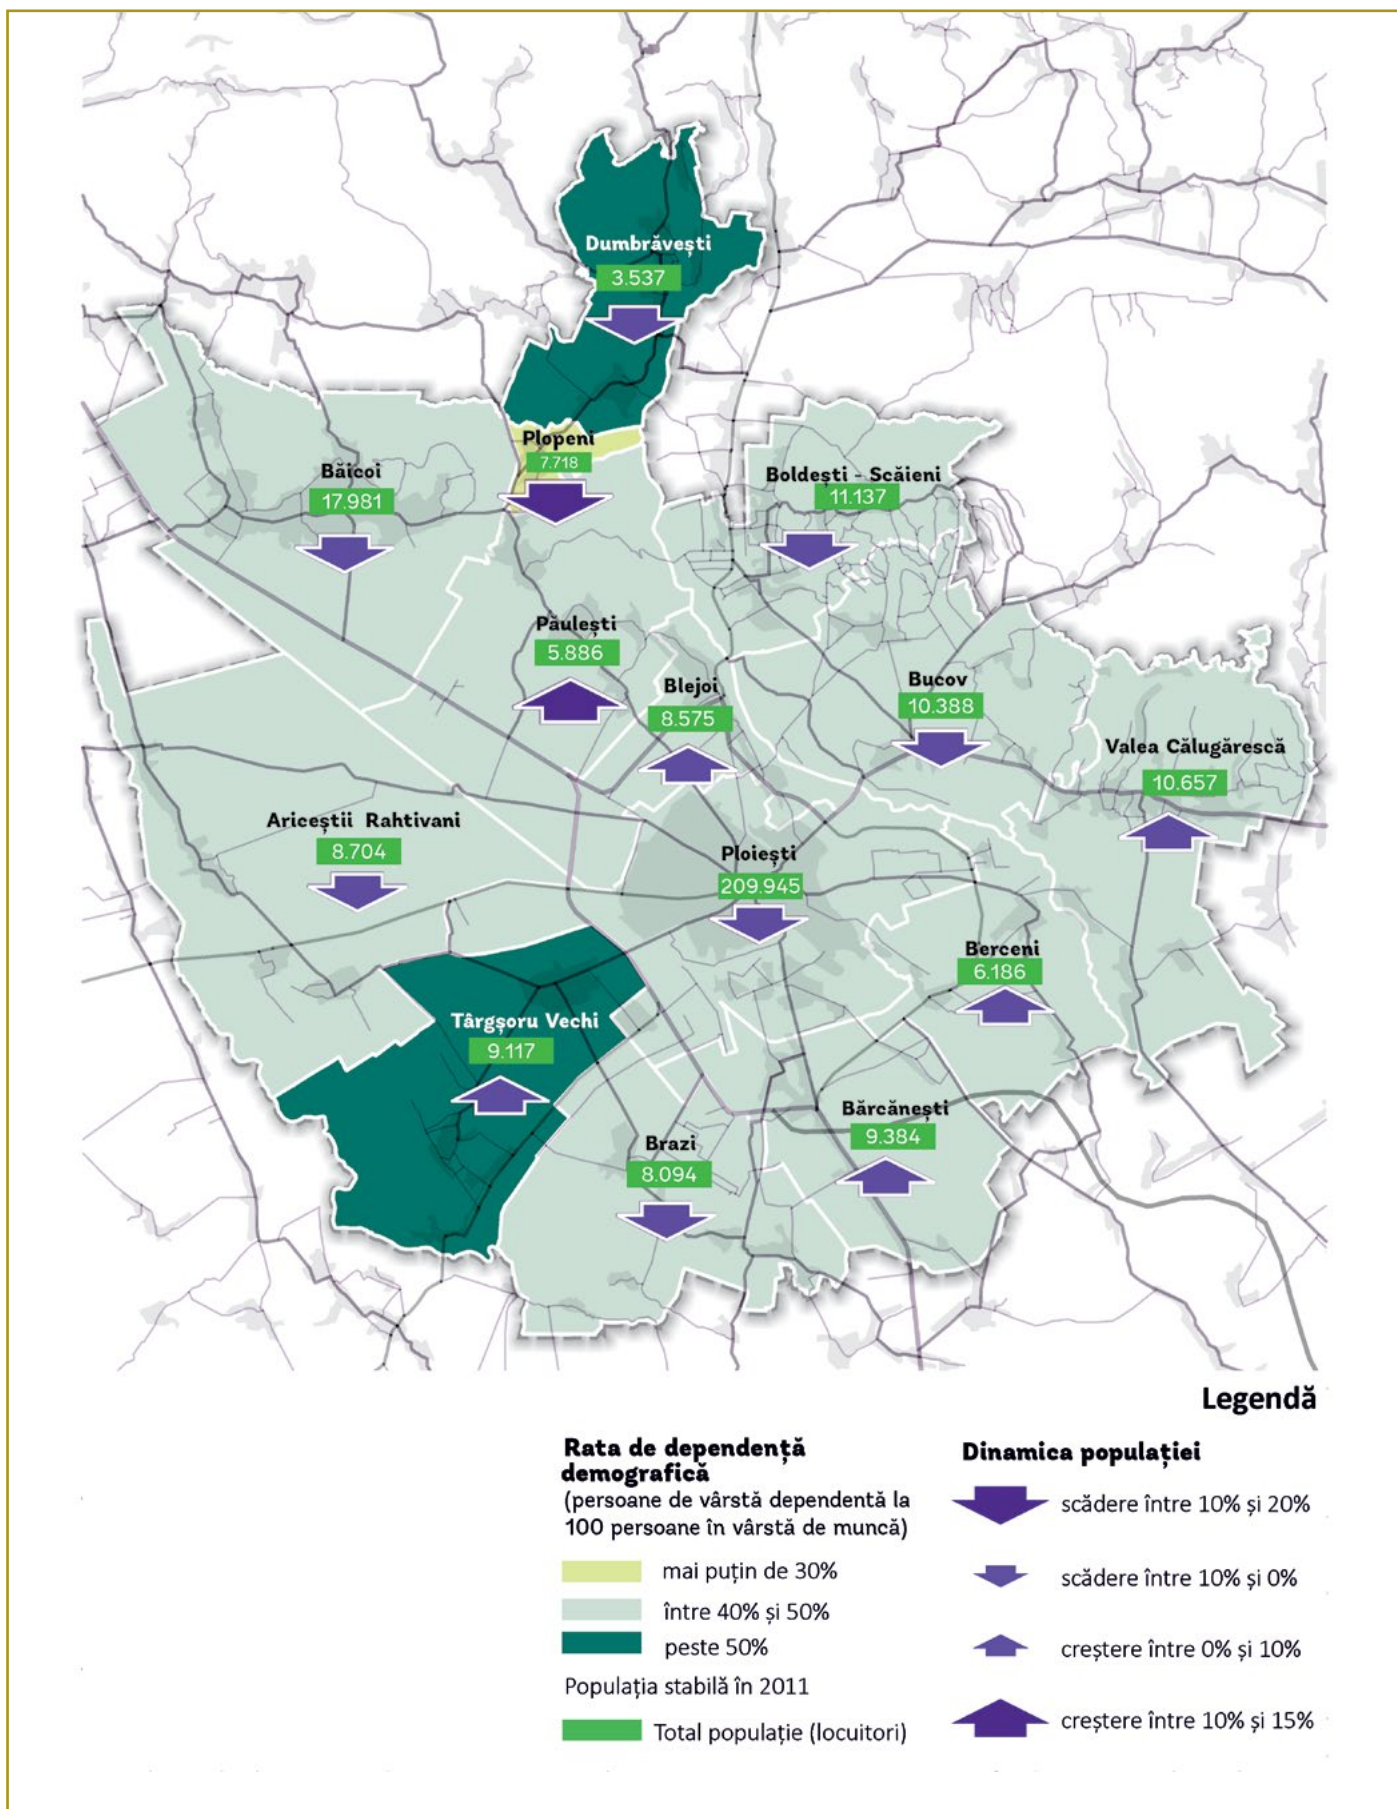 Dumbrăvești
3.537
Plopeni
7.718
Băicoi
17.981
Boldești - Scăieni
11.137
Păulești
5.886
Blejoi
8.575
Bucov
10.388
Valea Călugărescă
10.657
Ariceștii Rahtivani
8.704
Ploiești
209.945
Berceni
6.186
Târgșoru Vechi
9.117
Bărcănești
9.384
Brazi
8.094
Legendă
Rata de dependență
demografică
(persoane de vârstă dependentă la
100 persoane în vârstă de muncă)
mai puțin de 30%
între 40% și 50%
peste 50%
Populația stabilă în 2011
Total populație (locuitori)
Dinamica populației
scădere între 10% și 20%
scădere între 10% și 0%
creștere între 0% și 10%
creștere între 10% și 15%